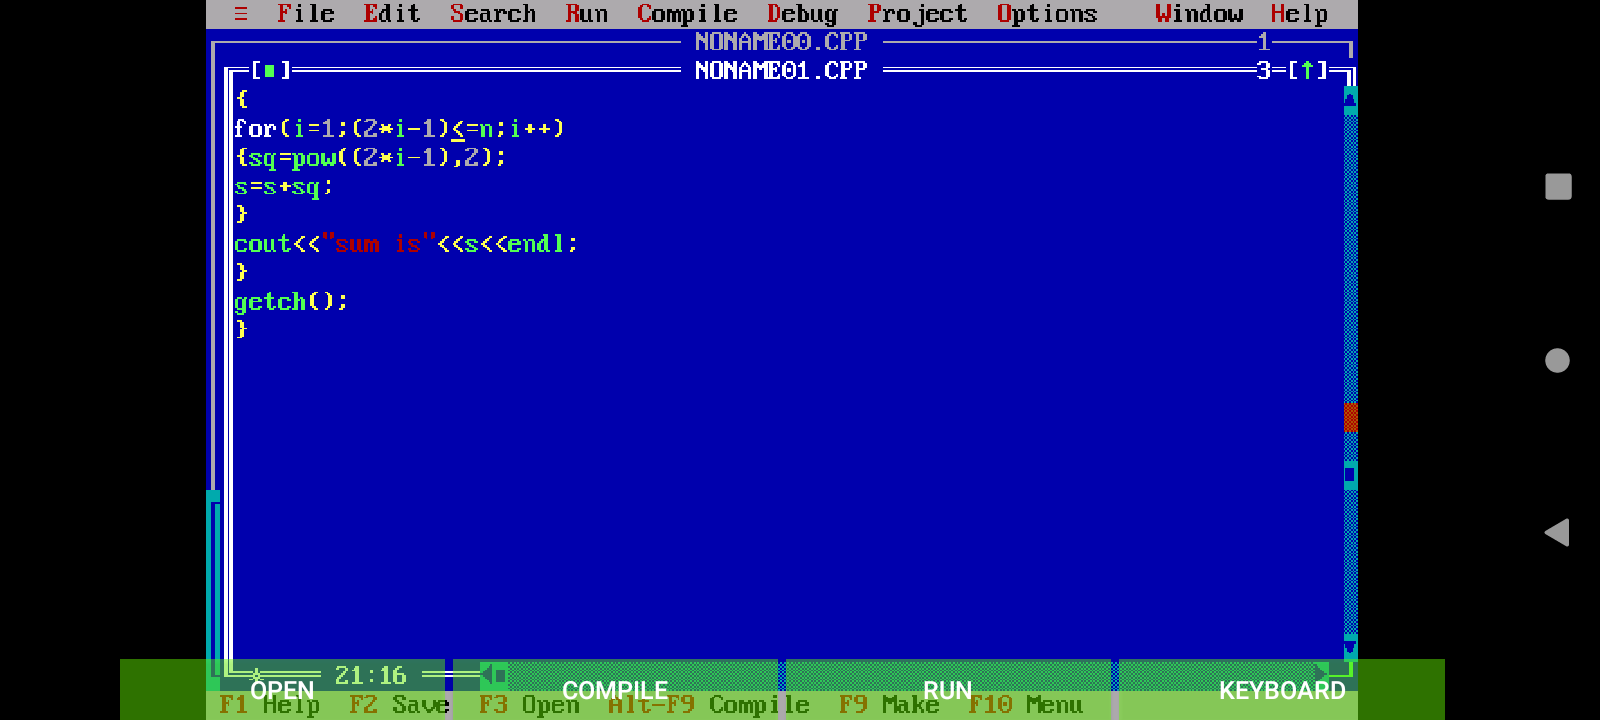 ≡ File Edit Search Run Compile Debug Project Options Window Help
NONAME00.CPP 1
[■] NONAME01.CPP 3=[↑]
{
for(i=1;(2*i-1)<=n;i++)
{sq=pow((2*i-1),2);
s=s+sq;
}
cout<<"sum is"<<s<<endl;
}
getch();
}
21:16
OPEN COMPILE RUN KEYBOARD
F1 Help F2 Save F3 Open Alt-F9 Compile F9 Make F10 Menu